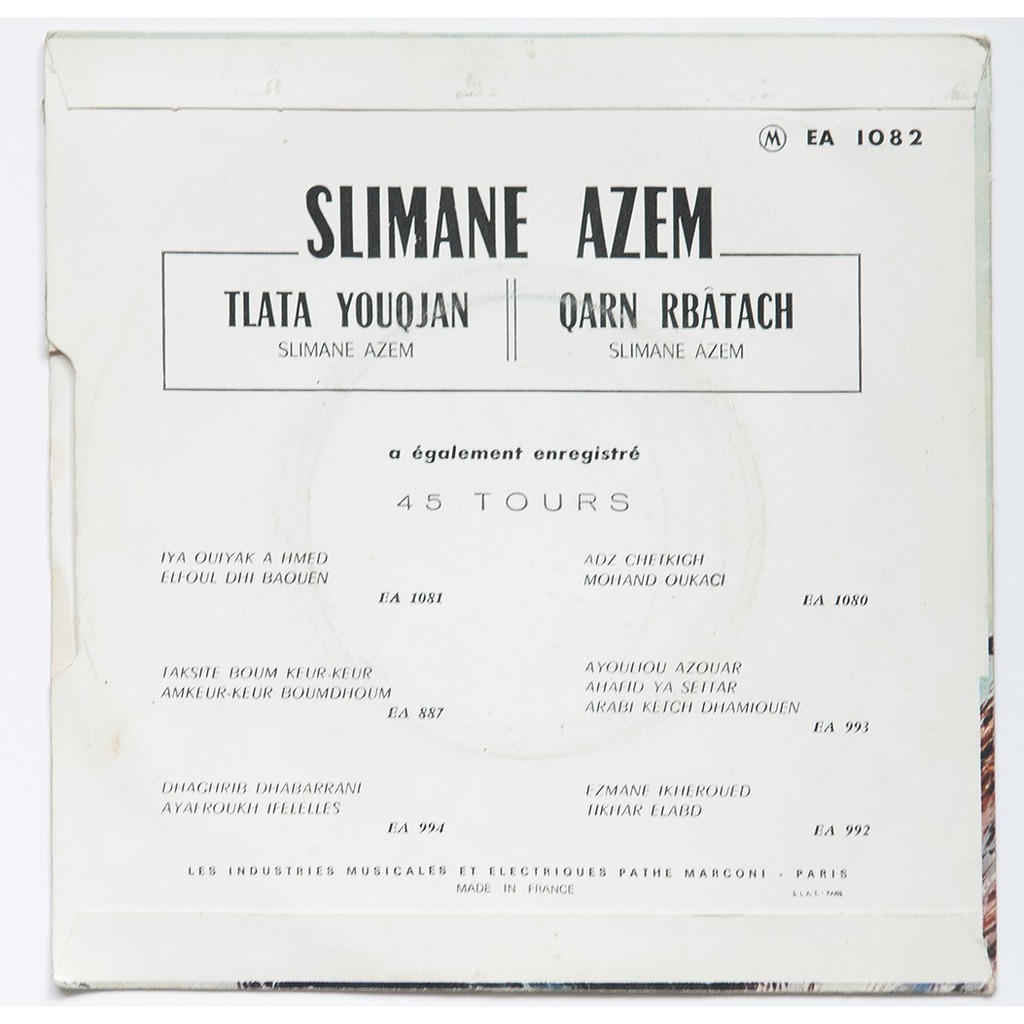 M EA 1082
SLIMANE AZEM
TLATA YOUQJAN
SLIMANE AZEM
QARN RBÂTACH
SLIMANE AZEM
a également enregistré
45 TOURS
IYA OUIYAK A HMED
ELFOUL DHI BAOUEN
EA 1081
ADZ CHETKIGH
MOHAND OUKACI
EA 1080
TAKSITE BOUM KEUR-KEUR
AMKEUR-KEUR BOUMDHOUM
EA 887
AYOULIOU AZOUAR
AHAFID YA SETTAR
ARABI KETCH DHAMIOUEN
EA 993
DHAGHRIB DHABARRANI
AYAFROUKH IFELELLES
EA 994
EZMANE IKHEROUED
IIKHAR ELABD
EA 992
LES INDUSTRIES MUSICALES ET ELECTRIQUES PATHE MARCONI - PARIS
MADE IN FRANCE